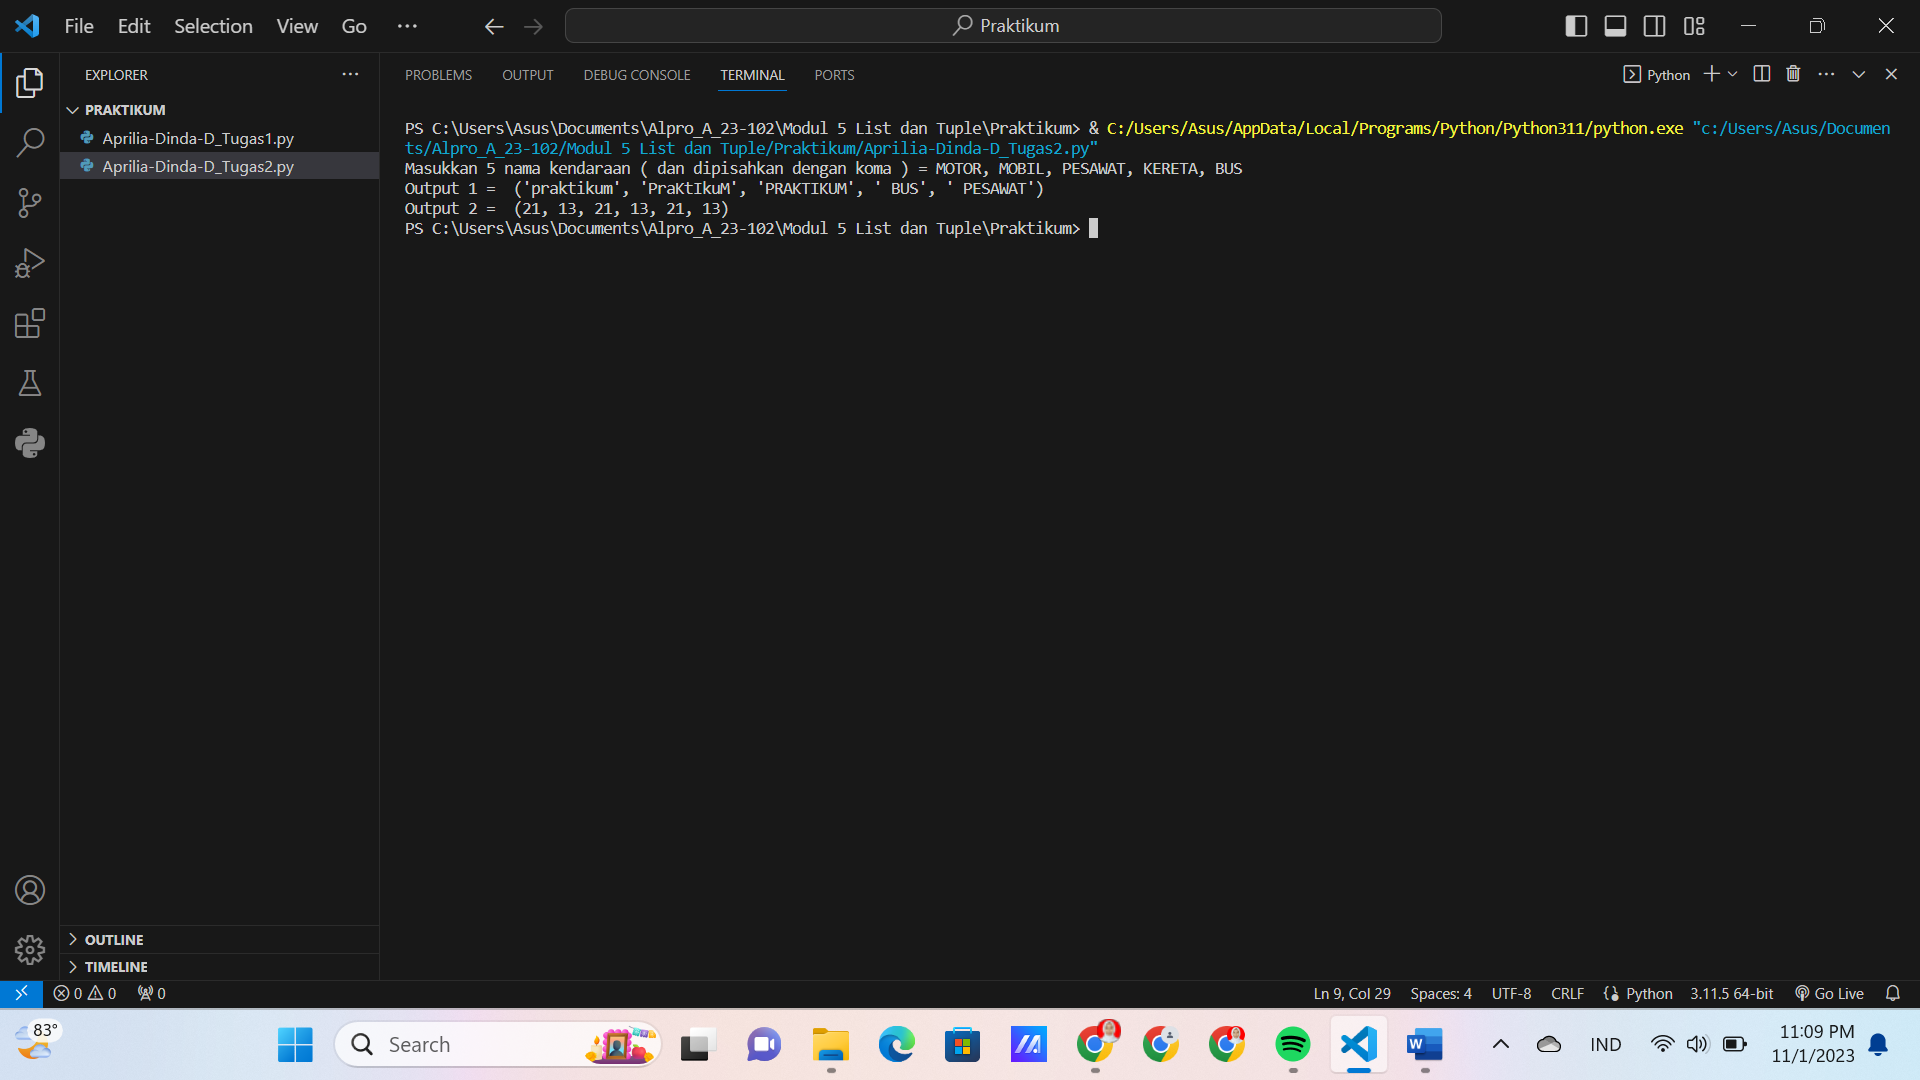 File Edit Selection View Go ···
Praktikum
EXPLORER ···
PROBLEMS OUTPUT DEBUG CONSOLE TERMINAL PORTS
Python
PRAKTIKUM
Aprilia-Dinda-D_Tugas1.py
Aprilia-Dinda-D_Tugas2.py
PS C:\Users\Asus\Documents\Alpro_A_23-102\Modul 5 List dan Tuple\Praktikum> & C:/Users/Asus/AppData/Local/Programs/Python/Python311/python.exe "c:/Users/Asus/Documen
ts/Alpro_A_23-102/Modul 5 List dan Tuple/Praktikum/Aprilia-Dinda-D_Tugas2.py"
Masukkan 5 nama kendaraan ( dan dipisahkan dengan koma ) = MOTOR, MOBIL, PESAWAT, KERETA, BUS
Output 1 =  ('praktikum', 'PraKtIkuM', 'PRAKTIKUM', ' BUS', ' PESAWAT')
Output 2 =  (21, 13, 21, 13, 21, 13)
PS C:\Users\Asus\Documents\Alpro_A_23-102\Modul 5 List dan Tuple\Praktikum>
OUTLINE
TIMELINE
0 0 0
Ln 9, Col 29 Spaces: 4 UTF-8 CRLF Python 3.11.5 64-bit Go Live
83°
Search
IND
11:09 PM
11/1/2023